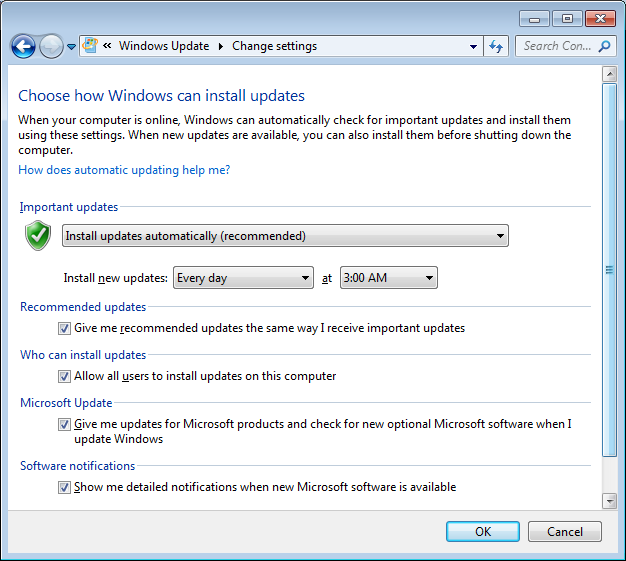 « Windows Update ▸ Change settings
Search Con...
Choose how Windows can install updates
When your computer is online, Windows can automatically check for important updates and install them
using these settings. When new updates are available, you can also install them before shutting down the
computer.
How does automatic updating help me?
Important updates
Install updates automatically (recommended)
Install new updates: Every day at 3:00 AM
Recommended updates
Give me recommended updates the same way I receive important updates
Who can install updates
Allow all users to install updates on this computer
Microsoft Update
Give me updates for Microsoft products and check for new optional Microsoft software when I
update Windows
Software notifications
Show me detailed notifications when new Microsoft software is available
OK Cancel